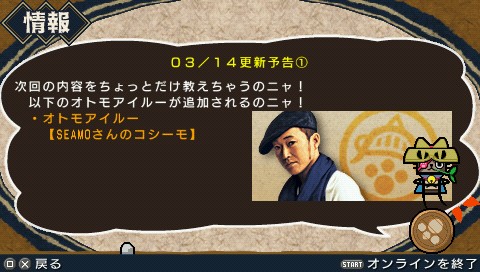 情報
03/14更新予告①
次回の内容をちょっとだけ教えちゃうのニャ!
以下のオトモアイルーが追加されるのニャ!
・オトモアイルー
【SEAMOさんのコシーモ】
□×戻る
START オンラインを終了